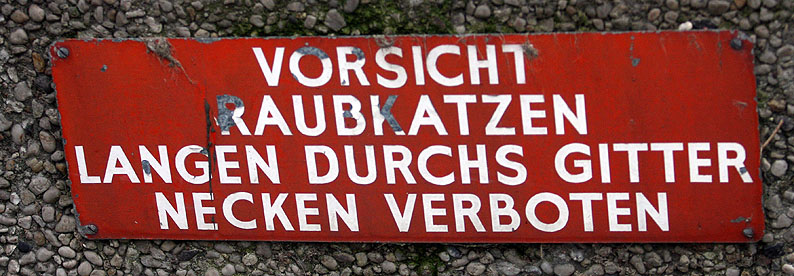 VORSICHT
RAUBKATZEN
LANGEN DURCHS GITTER
NECKEN VERBOTEN